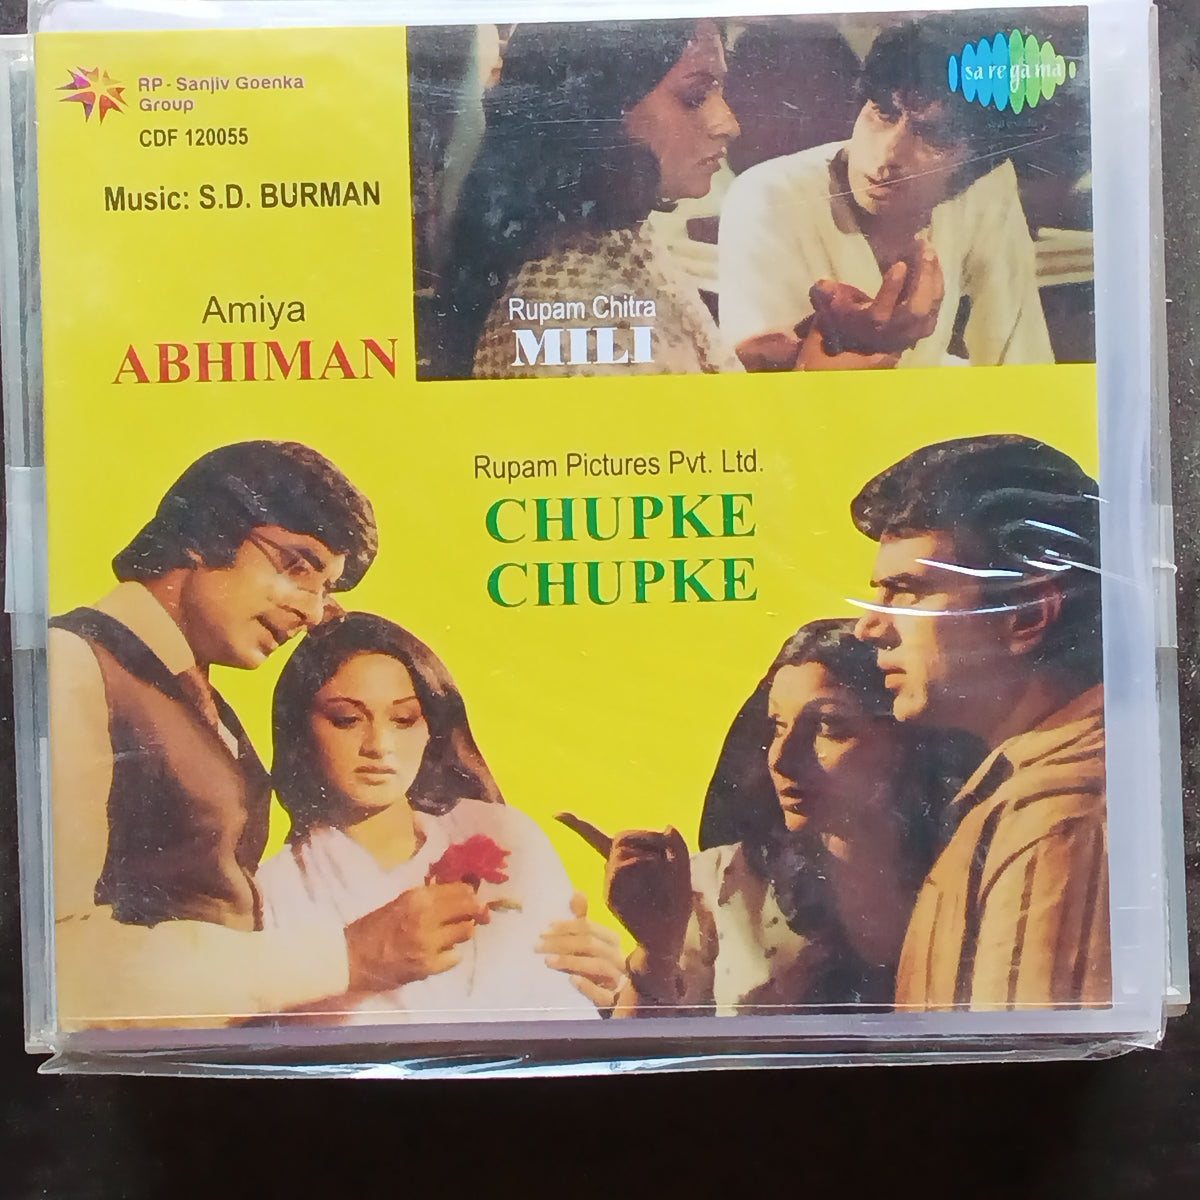 RP - Sanjiv Goenka
Group
CDF 120055
Music: S.D. BURMAN
sa re ga ma
Amiya
ABHIMAN
Rupam Chitra
MILI
Rupam Pictures Pvt. Ltd.
CHUPKE
CHUPKE